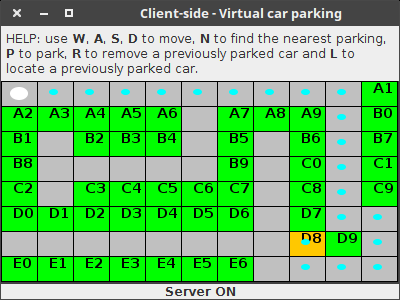 Client-side - Virtual car parking
HELP: use W, A, S, D to move, N to find the nearest parking,
P to park, R to remove a previously parked car and L to
locate a previously parked car.
A1
A2 A3 A4 A5 A6 A7 A8 A9 B0
B1 B2 B3 B4 B5 B6 B7
B8 B9 C0 C1
C2 C3 C4 C5 C6 C7 C8 C9
D0 D1 D2 D3 D4 D5 D6 D7
D8 D9
E0 E1 E2 E3 E4 E5 E6
Server ON